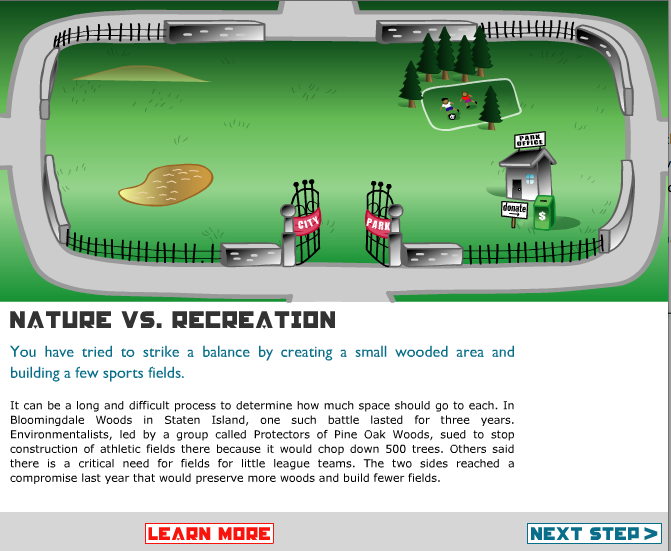 PARK
OFFICE
donate
$
CITY
PARK
NATURE VS. RECREATION
You have tried to strike a balance by creating a small wooded area and
building a few sports fields.
It can be a long and difficult process to determine how much space should go to each. In
Bloomingdale Woods in Staten Island, one such battle lasted for three years.
Environmentalists, led by a group called Protectors of Pine Oak Woods, sued to stop
construction of athletic fields there because it would chop down 500 trees. Others said
there is a critical need for fields for little league teams. The two sides reached a
compromise last year that would preserve more woods and build fewer fields.
LEARN MORE
NEXT STEP >